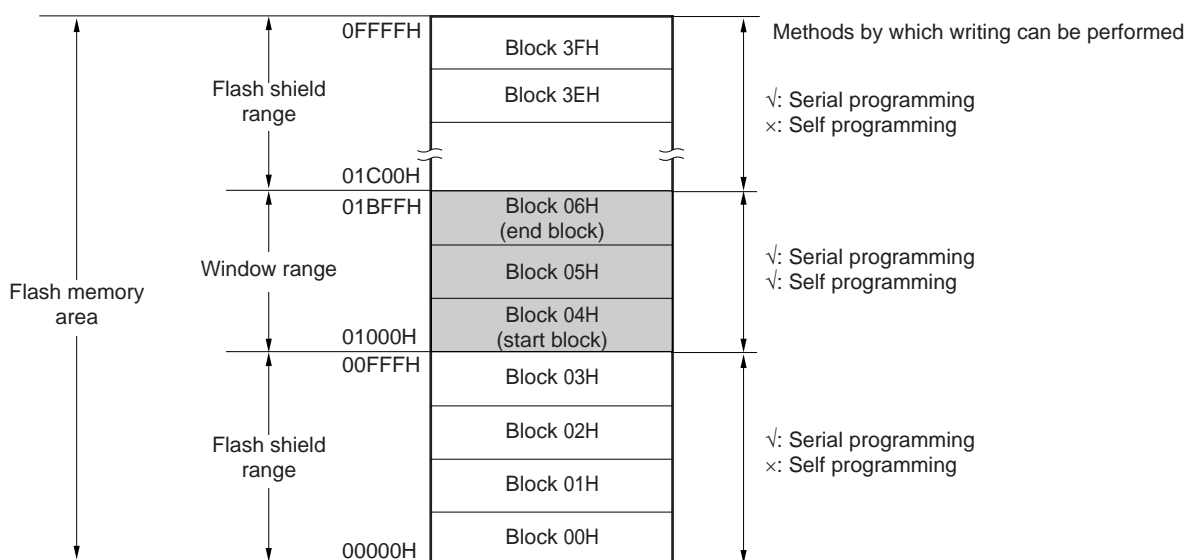 0FFFFH
Block 3FH
Methods by which writing can be performed
Flash shield
range
Block 3EH
√: Serial programming
×: Self programming
01C00H
01BFFH
Block 06H
(end block)
Window range
Block 05H
√: Serial programming
√: Self programming
Flash memory
area
Block 04H
(start block)
01000H
00FFFH
Block 03H
Flash shield
range
Block 02H
√: Serial programming
×: Self programming
Block 01H
Block 00H
00000H